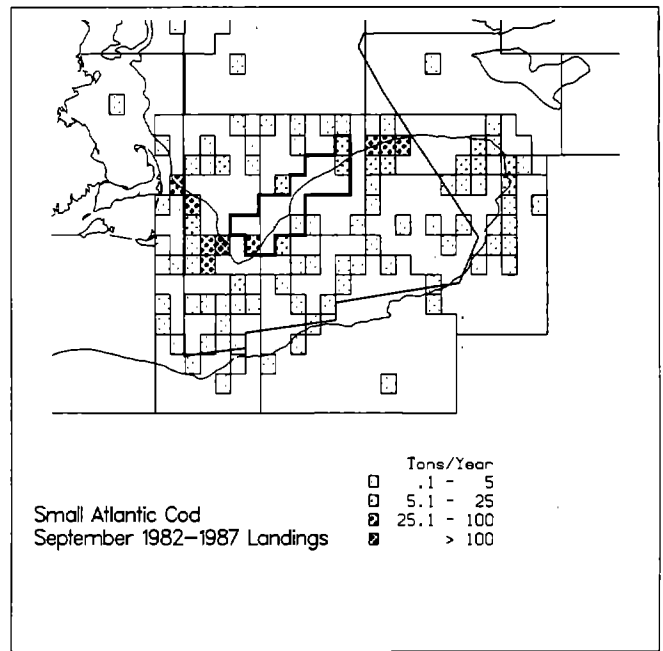 Tons/Year
.1 - 5
5.1 - 25
25.1 - 100
> 100
Small Atlantic Cod
September 1982–1987 Landings